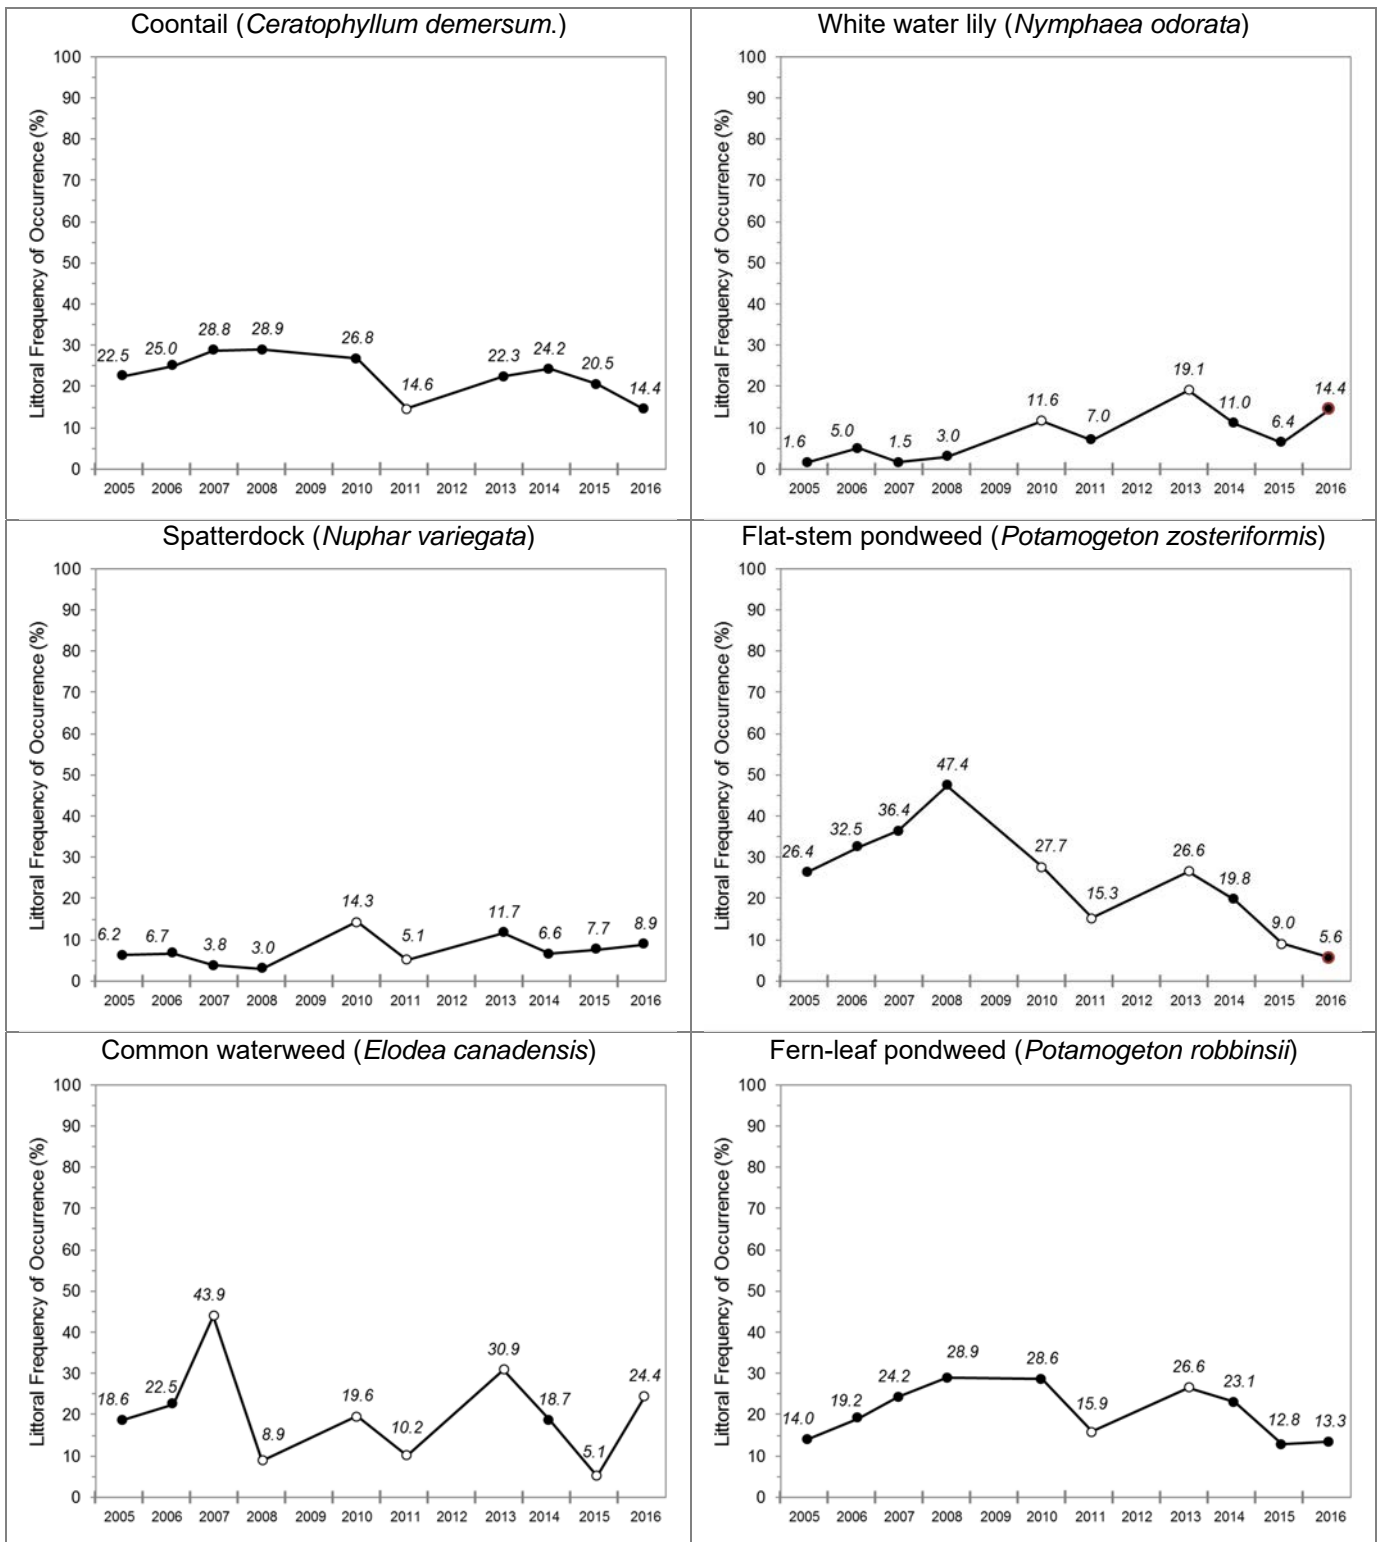 Coontail (Ceratophyllum demersum.)
Littoral Frequency of Occurrence (%)
100
90
80
70
60
50
40
30
20
10
0
22.5 25.0 28.8 28.9 26.8 14.6 22.3 24.2 20.5 14.4
2005 2006 2007 2008 2009 2010 2011 2012 2013 2014 2015 2016
White water lily (Nymphaea odorata)
Littoral Frequency of Occurrence (%)
100
90
80
70
60
50
40
30
20
10
0
1.6 5.0 1.5 3.0 11.6 7.0 19.1 11.0 6.4 14.4
2005 2006 2007 2008 2009 2010 2011 2012 2013 2014 2015 2016
Spatterdock (Nuphar variegata)
Littoral Frequency of Occurrence (%)
100
90
80
70
60
50
40
30
20
10
0
6.2 6.7 3.8 3.0 14.3 5.1 11.7 6.6 7.7 8.9
2005 2006 2007 2008 2009 2010 2011 2012 2013 2014 2015 2016
Flat-stem pondweed (Potamogeton zosteriformis)
Littoral Frequency of Occurrence (%)
100
90
80
70
60
50
40
30
20
10
0
26.4 32.5 36.4 47.4 27.7 15.3 26.6 19.8 9.0 5.6
2005 2006 2007 2008 2009 2010 2011 2012 2013 2014 2015 2016
Common waterweed (Elodea canadensis)
Littoral Frequency of Occurrence (%)
100
90
80
70
60
50
40
30
20
10
0
18.6 22.5 43.9 8.9 19.6 10.2 30.9 18.7 5.1 24.4
2005 2006 2007 2008 2009 2010 2011 2012 2013 2014 2015 2016
Fern-leaf pondweed (Potamogeton robbinsii)
Littoral Frequency of Occurrence (%)
100
90
80
70
60
50
40
30
20
10
0
14.0 19.2 24.2 28.9 28.6 15.9 26.6 23.1 12.8 13.3
2005 2006 2007 2008 2009 2010 2011 2012 2013 2014 2015 2016